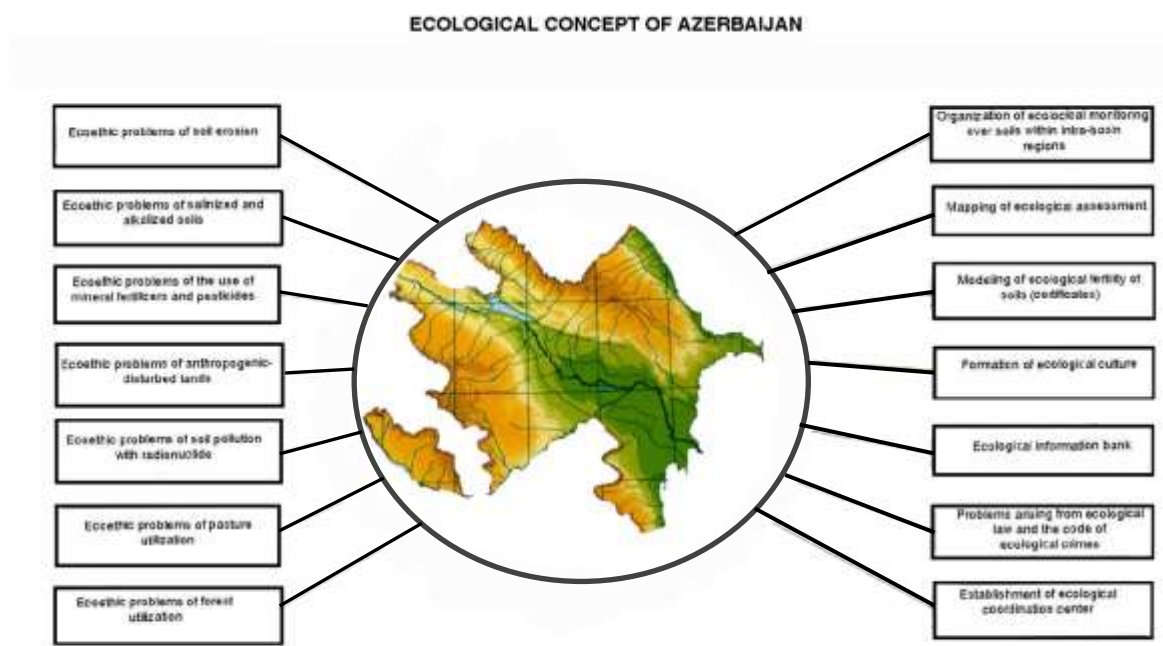 ECOLOGICAL CONCEPT OF AZERBAIJAN
Ecoethic problems of soil erosion
Ecoethic problems of salinized and
alkalized soils
Ecoethic problems of the use of
mineral fertilizers and pesticides
Ecoethic problems of anthropogenic-
disturbed lands
Ecoethic problems of soil pollution
with radionuclide
Ecoethic problems of pasture
utilization
Ecoethic problems of forest
utilization
Organization of ecological monitoring
over soils within intra-basin
regions
Mapping of ecological assessment
Modeling of ecological fertility of
soils (certificates)
Formation of ecological culture
Ecological information bank
Problems arising from ecological
law and the code of
ecological crimes
Establishment of ecological
coordination center